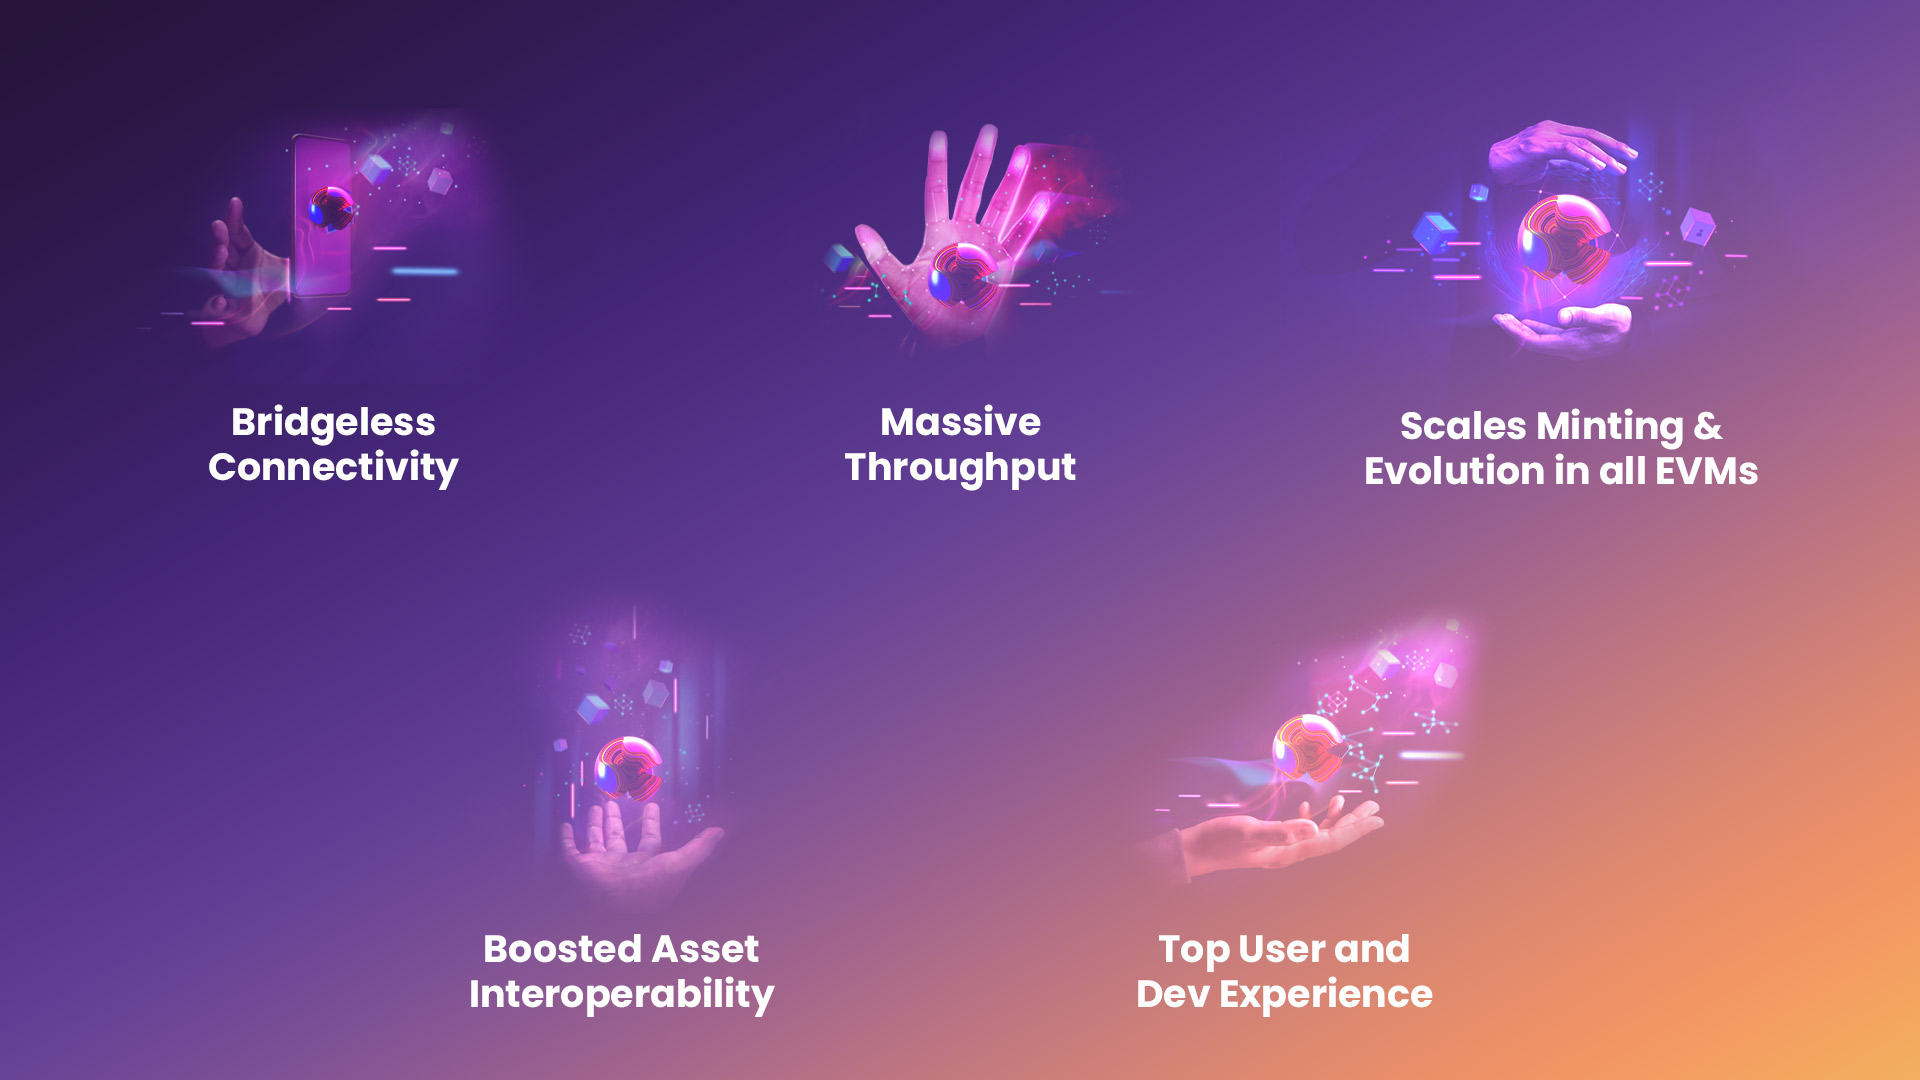 Bridgeless
Connectivity
Massive
Throughput
Scales Minting &
Evolution in all EVMs
Boosted Asset
Interoperability
Top User and
Dev Experience